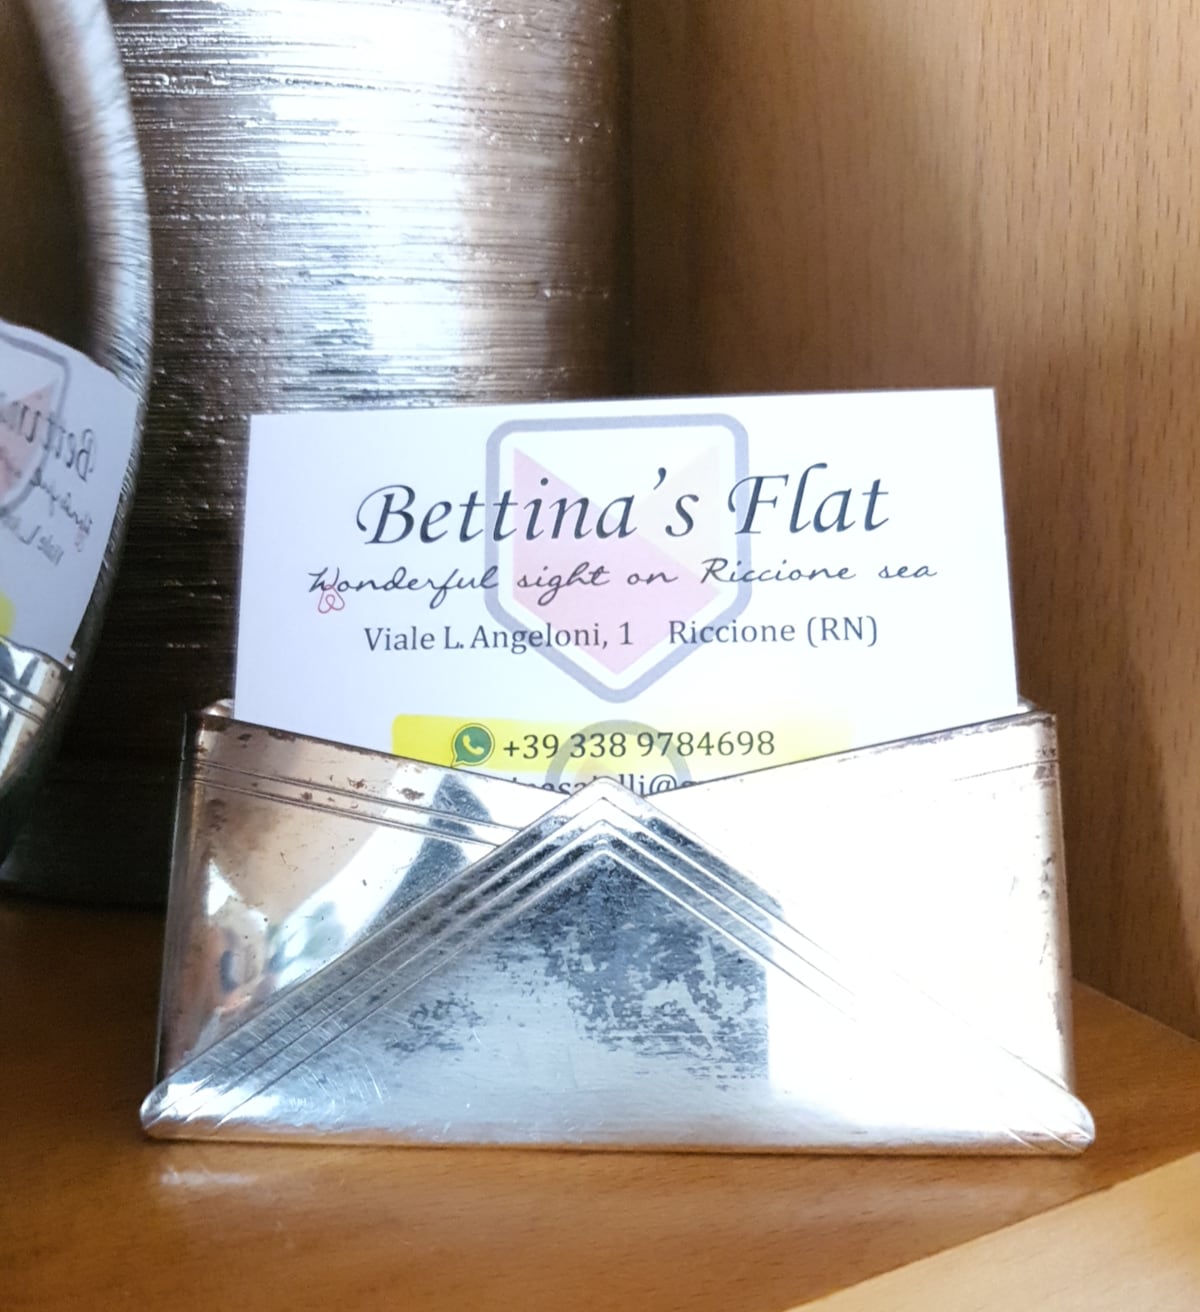 Bettina's Flat
Wonderful sight on Riccione sea
Viale L. Angeloni, 1 Riccione (RN)
+39 338 9784698